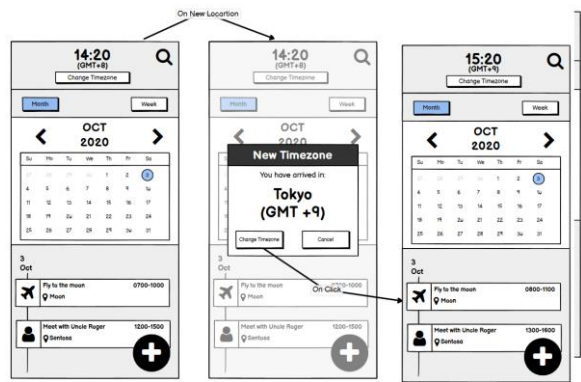 On New Locartion
14:20
(GMT+8)
Change Timezone
Month
Week
OCT
2020
Su Mo Tu We Th Fr Sa
1 2 3
4 5 6 7 8 9 10
11 12 13 14 15 16 17
18 19 20 21 22 23 24
25 26 27 28 29 30 31
3
Oct
Fly to the moon 0700-1000
Moon
Meet with Uncle Roger 1200-1500
Sentosa
14:20
(GMT+8)
Change Timezone
Month
Week
OCT
New Timezone
You have arrived in:
Tokyo
(GMT +9)
Change Timezone
Cancel
3
Oct
Fly to the moon
-1000
Moon
On Click
Meet with Uncle Roger 1200-1500
Sentosa
15:20
(GMT+9)
Change Timezone
Month
Week
OCT
2020
Su Mo Tu We Th Fr Sa
1 2 3
4 5 6 7 8 9 10
11 12 13 14 15 16 17
18 19 20 21 22 23 24
25 26 27 28 29 30 31
3
Oct
Fly to the moon 0800-1100
Moon
Meet with Uncle Roger 1300-1600
Sentosa